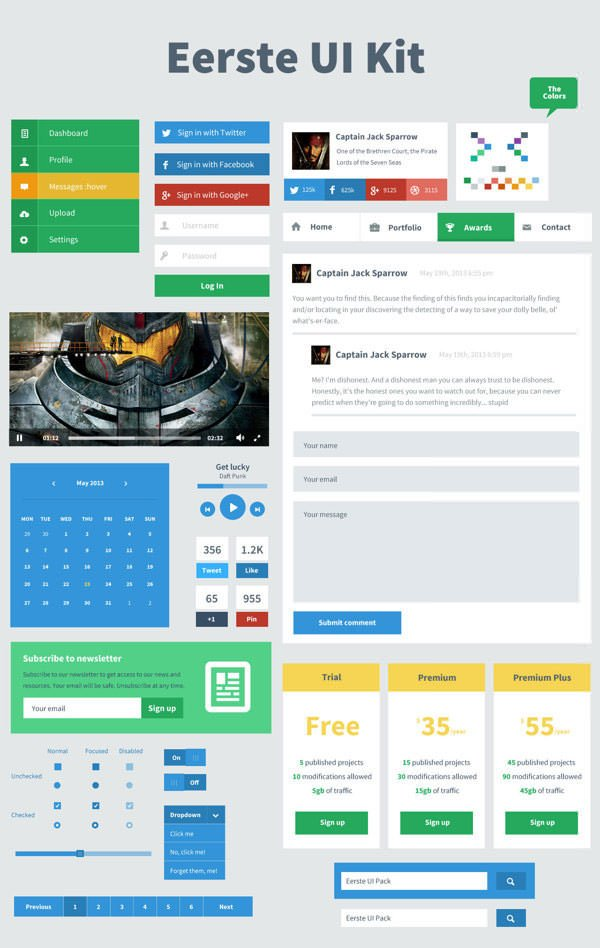 Eerste UI Kit
The
Colors
Dashboard
Profile
Messages :hover
Upload
Settings
Sign in with Twitter
Sign in with Facebook
Sign in with Google+
Username
Password
Log In
Captain Jack Sparrow
One of the Brethren Court, the Pirate
Lords of the Seven Seas
125k
625k
9125
3115
Home
Portfolio
Awards
Contact
Captain Jack Sparrow
May 15th, 2013 6:55 pm
You want you to find this. Because the finding of this finds you incapacitorially finding
and/or locating in your discovering the detecting of a way to save your dolly belle, ol'
what's-er-face.
Captain Jack Sparrow
May 15th, 2013 6:59 pm
Me? I'm dishonest. And a dishonest man you can always trust to be dishonest.
Honestly, it's the honest ones you want to watch out for, because you can never
predict when they're going to do something incredibly... stupid
Your name
Your email
Your message
Submit comment
01:12
02:32
May 2013
MON TUE WED THU FRI SAT SUN
29 30 1 2 3 4 5
6 7 8 9 10 11 12
13 14 15 16 17 18 19
20 21 22 23 24 25 26
27 28 29 30 31 1 2
Get lucky
Daft Punk
356
Tweet
1.2K
Like
65
+1
955
Pin
Subscribe to newsletter
Subscribe to our newsletter to get access to our news and
resources. Your email will be safe. Unsubscribe at any time.
Your email
Sign up
Normal Focused Disabled
Unchecked
Checked
On
Off
Dropdown
Click me
No, click me!
Forget them, me!
Previous 1 2 3 4 5 6 Next
Trial
Free
5 published projects
10 modifications allowed
5gb of traffic
Sign up
Premium
$35/year
15 published projects
30 modifications allowed
15gb of traffic
Sign up
Premium Plus
$55/year
45 published projects
90 modifications allowed
45gb of traffic
Sign up
Eerste UI Pack
Eerste UI Pack